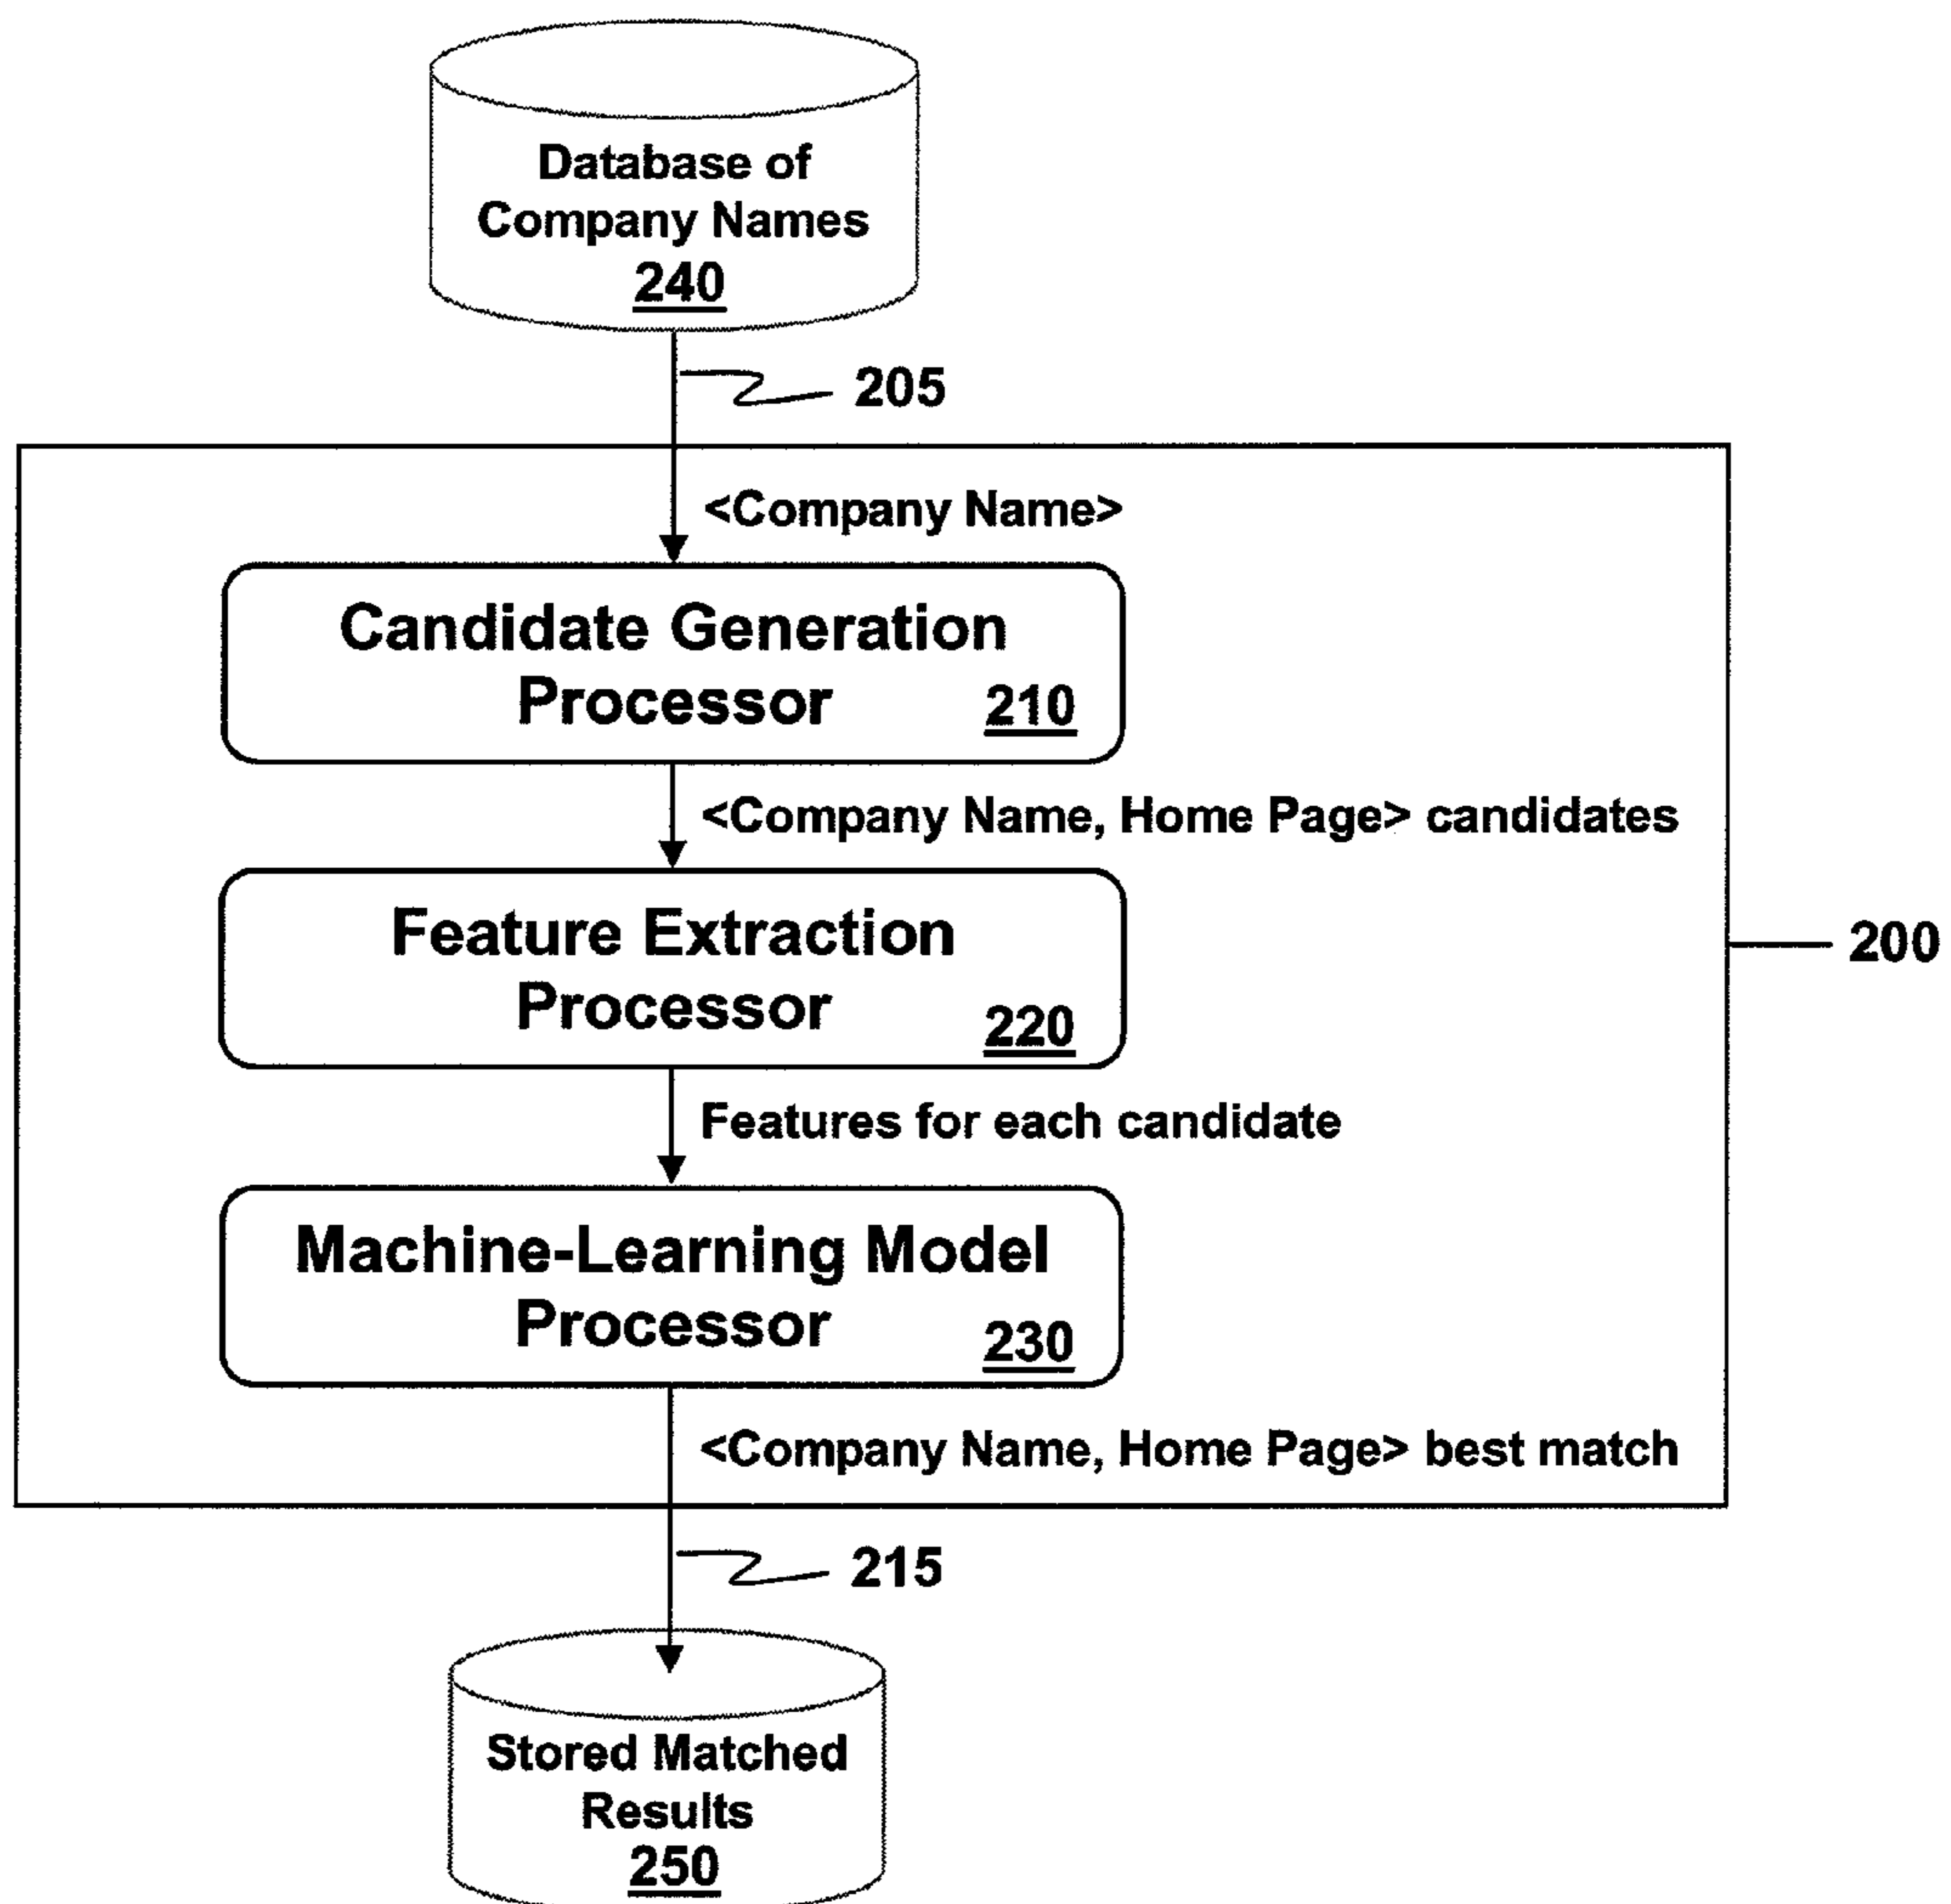 Database of
Company Names
240
205
<Company Name>
Candidate Generation
Processor 210
<Company Name, Home Page> candidates
Feature Extraction
Processor 220
200
Features for each candidate
Machine-Learning Model
Processor 230
<Company Name, Home Page> best match
215
Stored Matched
Results
250